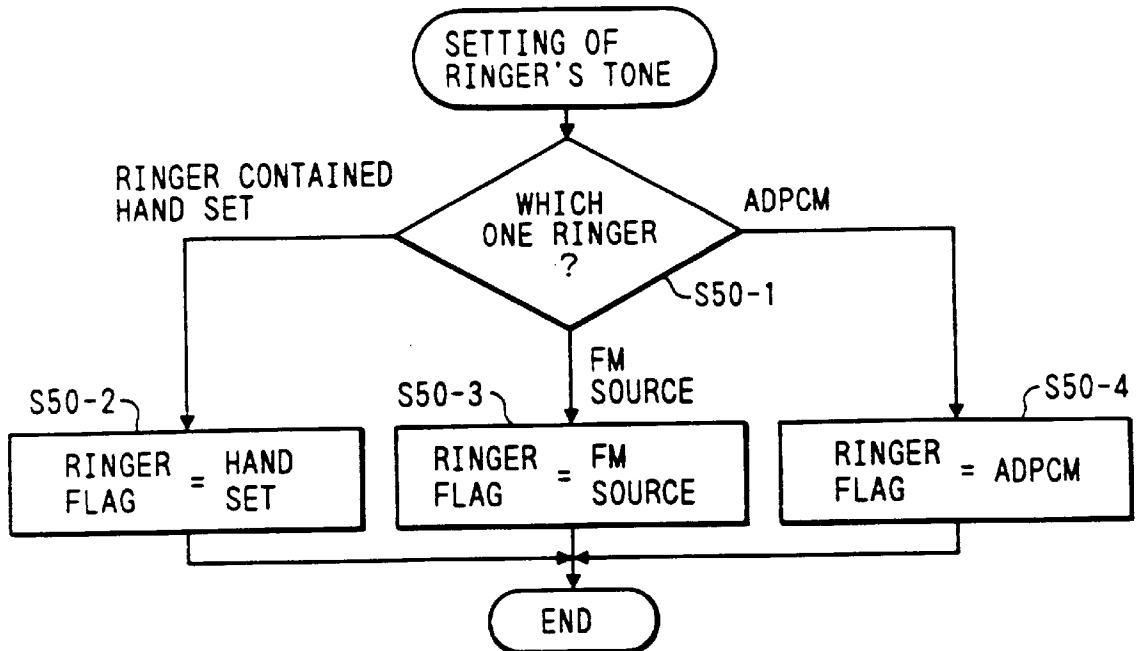 SETTING OF
RINGER'S TONE
RINGER CONTAINED
HAND SET
WHICH
ONE RINGER
?
ADPCM
S50-1
FM
SOURCE
S50-2
S50-3
S50-4
RINGER
FLAG
= HAND
SET
RINGER
FLAG
= FM
SOURCE
RINGER
FLAG
= ADPCM
END